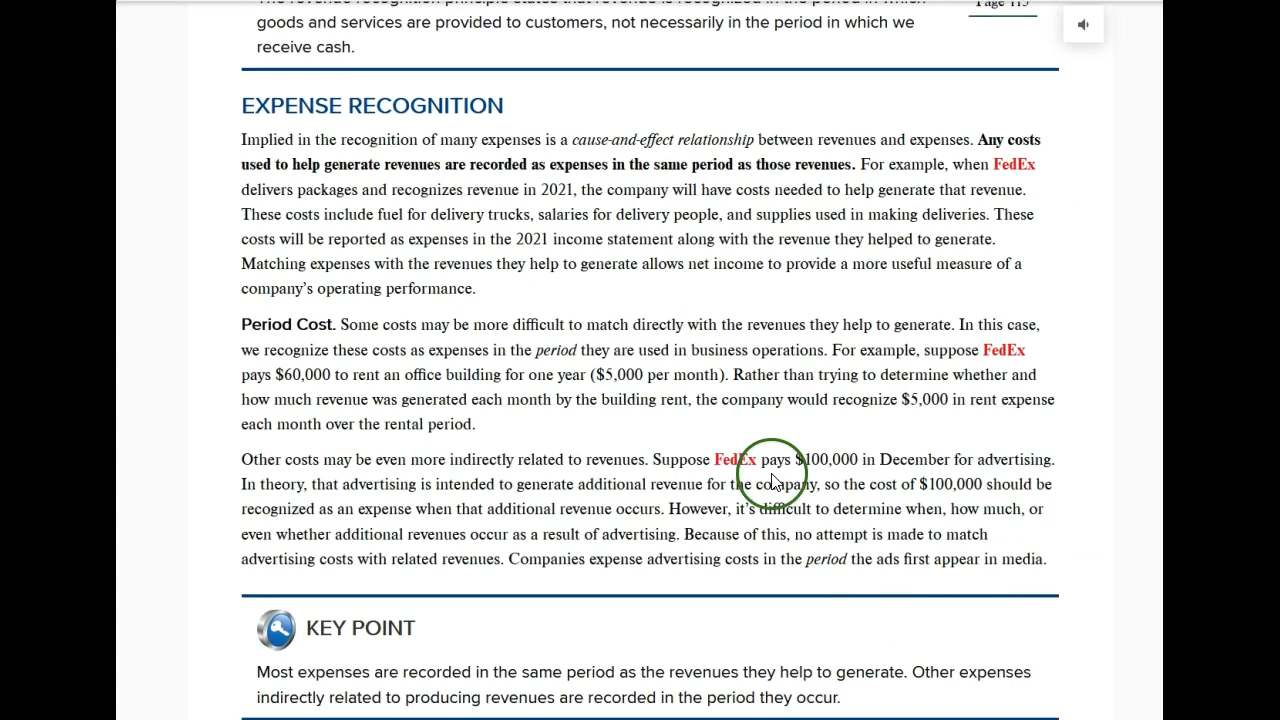 The revenue recognition principle states that revenue is recognized in the period in which
Page 115
goods and services are provided to customers, not necessarily in the period in which we
receive cash.
EXPENSE RECOGNITION
Implied in the recognition of many expenses is a cause-and-effect relationship between revenues and expenses. Any costs
used to help generate revenues are recorded as expenses in the same period as those revenues. For example, when FedEx
delivers packages and recognizes revenue in 2021, the company will have costs needed to help generate that revenue.
These costs include fuel for delivery trucks, salaries for delivery people, and supplies used in making deliveries. These
costs will be reported as expenses in the 2021 income statement along with the revenue they helped to generate.
Matching expenses with the revenues they help to generate allows net income to provide a more useful measure of a
company's operating performance.
Period Cost. Some costs may be more difficult to match directly with the revenues they help to generate. In this case,
we recognize these costs as expenses in the period they are used in business operations. For example, suppose FedEx
pays $60,000 to rent an office building for one year ($5,000 per month). Rather than trying to determine whether and
how much revenue was generated each month by the building rent, the company would recognize $5,000 in rent expense
each month over the rental period.
Other costs may be even more indirectly related to revenues. Suppose FedEx pays $100,000 in December for advertising.
In theory, that advertising is intended to generate additional revenue for the company, so the cost of $100,000 should be
recognized as an expense when that additional revenue occurs. However, it's difficult to determine when, how much, or
even whether additional revenues occur as a result of advertising. Because of this, no attempt is made to match
advertising costs with related revenues. Companies expense advertising costs in the period the ads first appear in media.
KEY POINT
Most expenses are recorded in the same period as the revenues they help to generate. Other expenses
indirectly related to producing revenues are recorded in the period they occur.